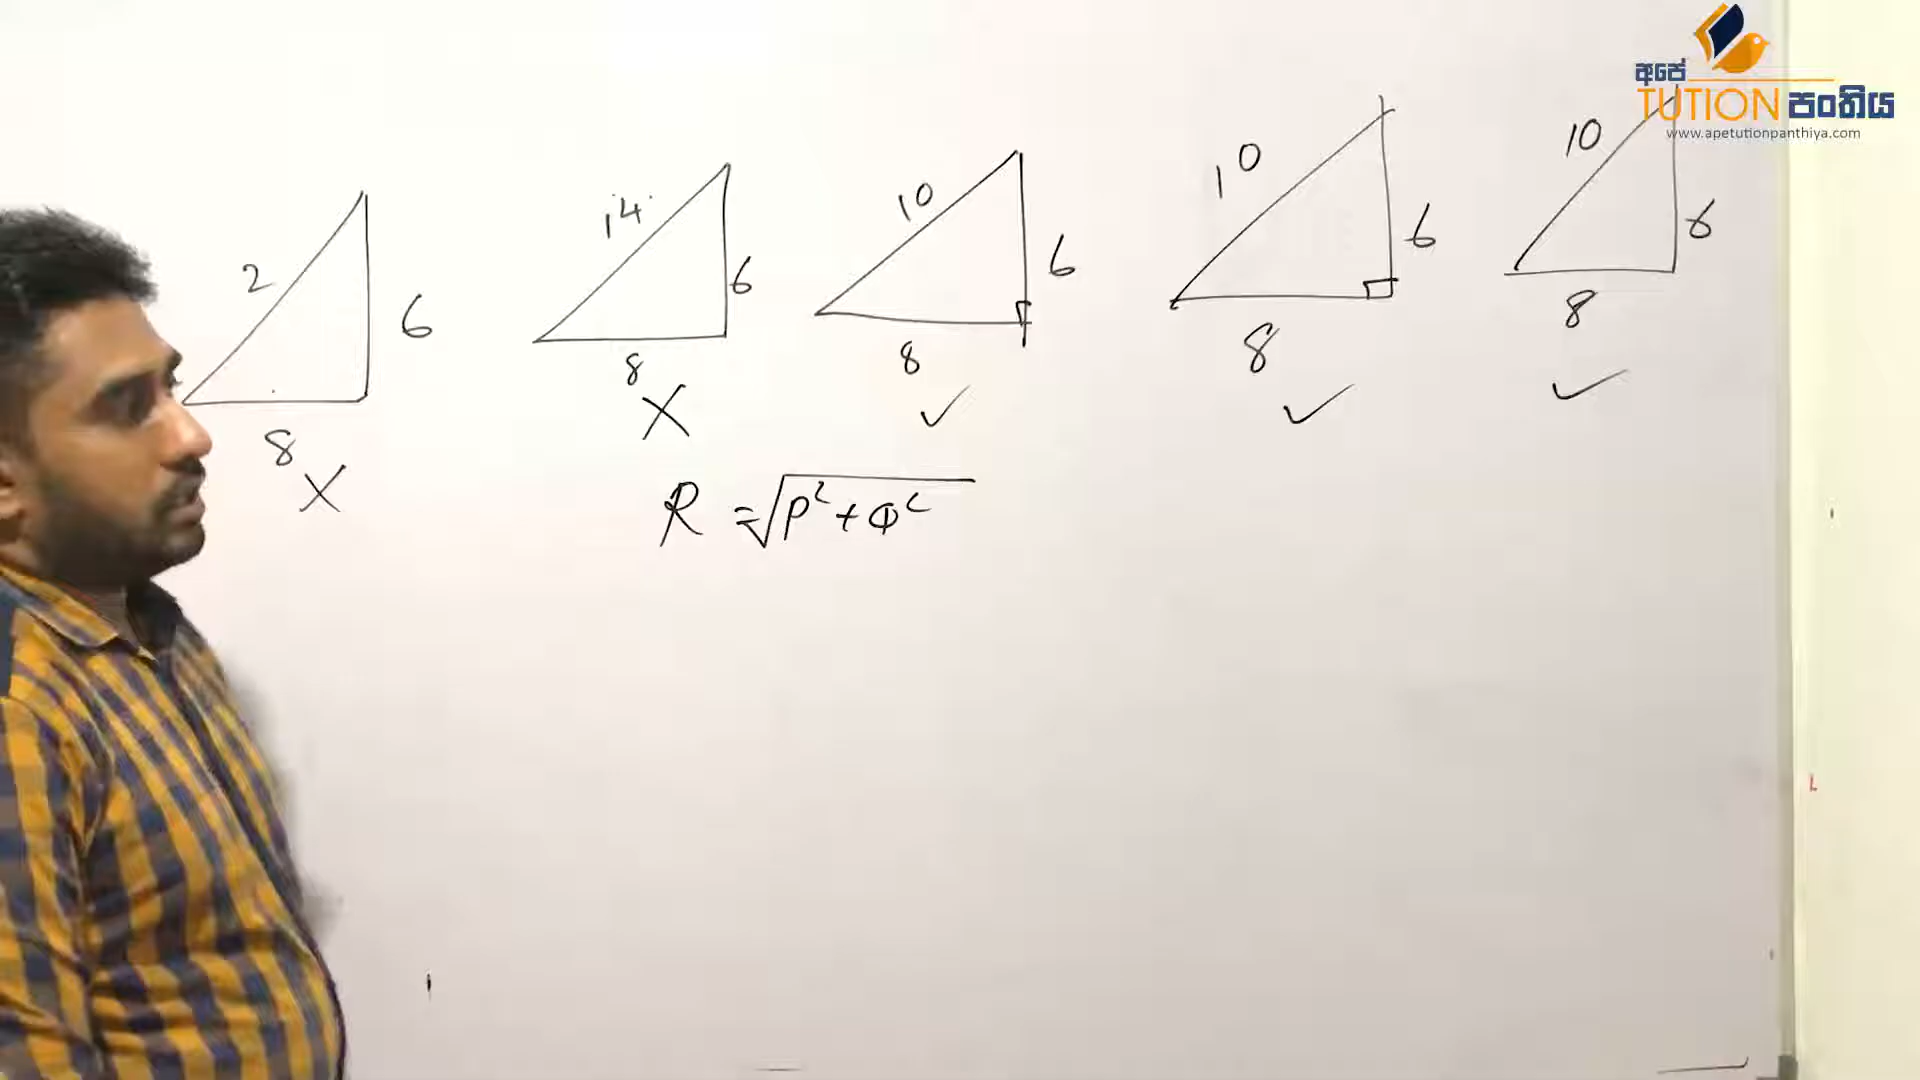 අපේ
TUTION පංතිය
www.apetutionpanthiya.com
2 6 8 X
14 6 8 X
10 6 8 ✓
10 6 8 ✓
10 6 8 ✓
R = √P² + Q²